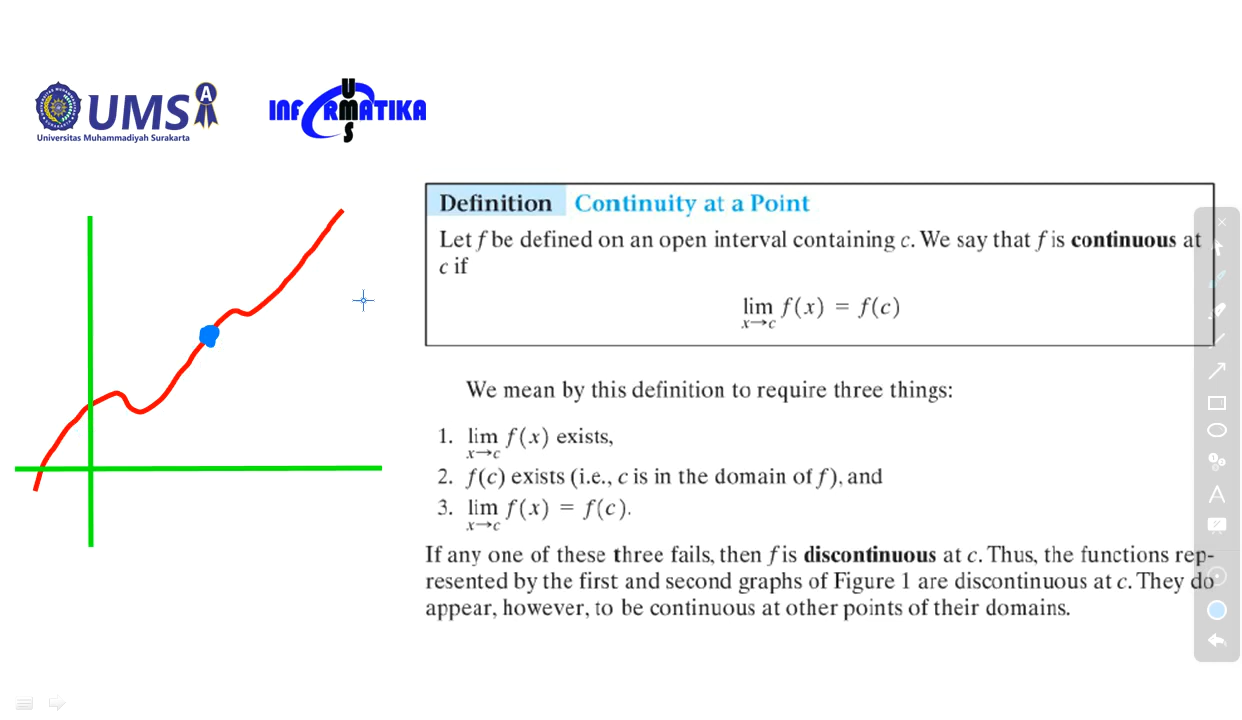 UMS A
Universitas Muhammadiyah Surakarta
INFORMATIKA
UMS
Definition Continuity at a Point
Let f be defined on an open interval containing c. We say that f is continuous at
c if
lim f(x) = f(c)
x→c
We mean by this definition to require three things:
1. lim f(x) exists,
x→c
2. f(c) exists (i.e., c is in the domain of f), and
3. lim f(x) = f(c).
x→c
If any one of these three fails, then f is discontinuous at c. Thus, the functions rep-
resented by the first and second graphs of Figure 1 are discontinuous at c. They do
appear, however, to be continuous at other points of their domains.